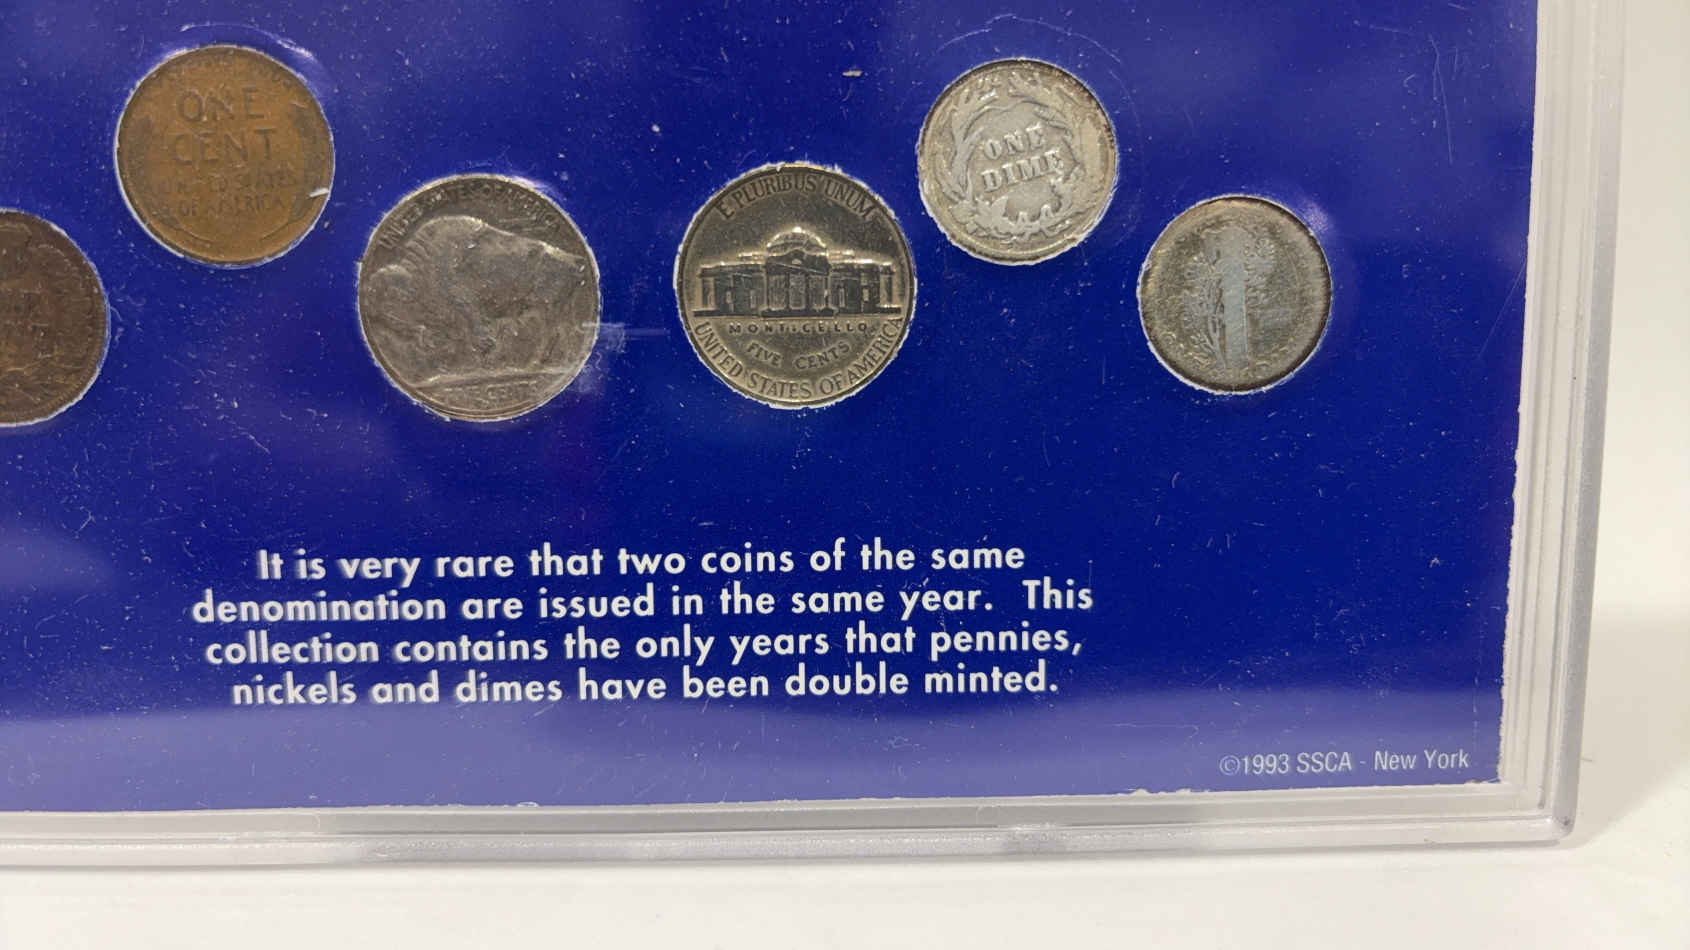 ONE
CENT
UNITED STATES
OF AMERICA
UNITED STATES OF AMERICA
FIVE CENTS
E PLURIBUS UNUM
MONTICELLO
FIVE CENTS
UNITED STATES OF AMERICA
ONE
DIME
It is very rare that two coins of the same
denomination are issued in the same year. This
collection contains the only years that pennies,
nickels and dimes have been double minted.
©1993 SSCA - New York